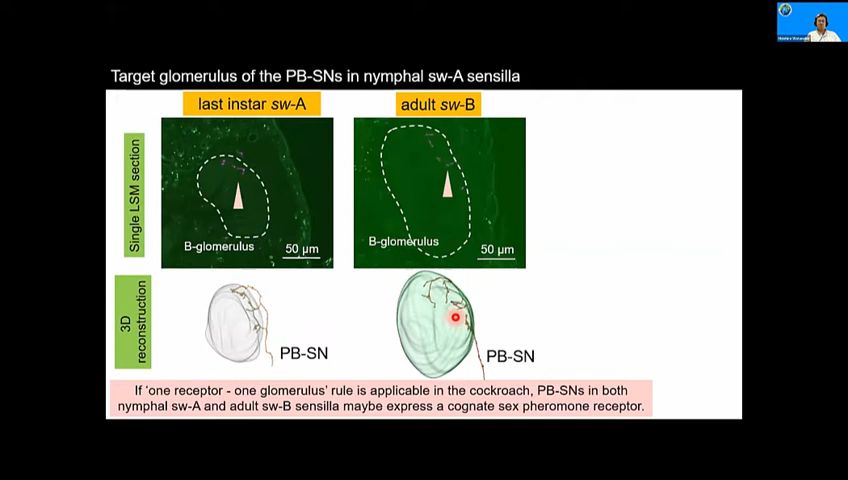 Target glomerulus of the PB-SNs in nymphal sw-A sensilla
last instar sw-A
adult sw-B
Single LSM section
B-glomerulus
50 µm
B-glomerulus
50 µm
3D
reconstruction
PB-SN
PB-SN
If 'one receptor - one glomerulus' rule is applicable in the cockroach, PB-SNs in both
nymphal sw-A and adult sw-B sensilla maybe express a cognate sex pheromone receptor.